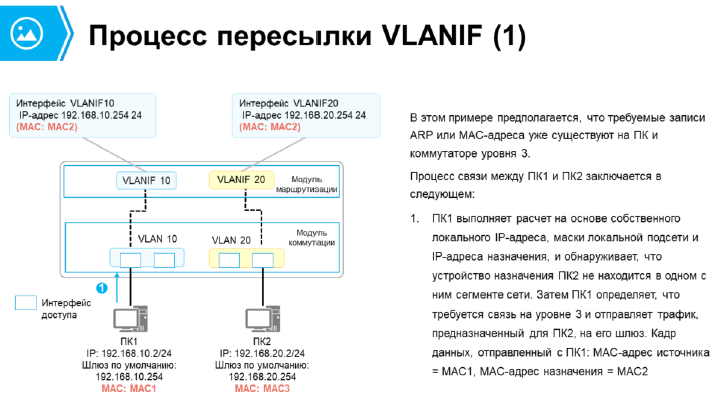 Процесс пересылки VLANIF (1)
Интерфейс VLANIF10
IP-адрес 192.168.10.254 24
(MAC: MAC2)
Интерфейс VLANIF20
IP-адрес 192.168.20.254 24
(MAC: MAC2)
VLANIF 10
VLANIF 20
Модуль
маршрутизации
VLAN 10
VLAN 20
Модуль
коммутации
1
Интерфейс
доступа
ПК1
IP: 192.168.10.2/24
Шлюз по умолчанию:
192.168.10.254
MAC: MAC1
ПК2
IP: 192.168.20.2/24
Шлюз по умолчанию:
192.168.20.254
MAC: MAC3
В этом примере предполагается, что требуемые записи
ARP или MAC-адреса уже существуют на ПК и
коммутаторе уровня 3.
Процесс связи между ПК1 и ПК2 заключается в
следующем:
1. ПК1 выполняет расчет на основе собственного
локального IP-адреса, маски локальной подсети и
IP-адреса назначения, и обнаруживает, что
устройство назначения ПК2 не находится в одном с
ним сегменте сети. Затем ПК1 определяет, что
требуется связь на уровне 3 и отправляет трафик,
предназначенный для ПК2, на его шлюз. Кадр
данных, отправленный с ПК1: MAC-адрес источника
= MAC1, MAC-адрес назначения = MAC2